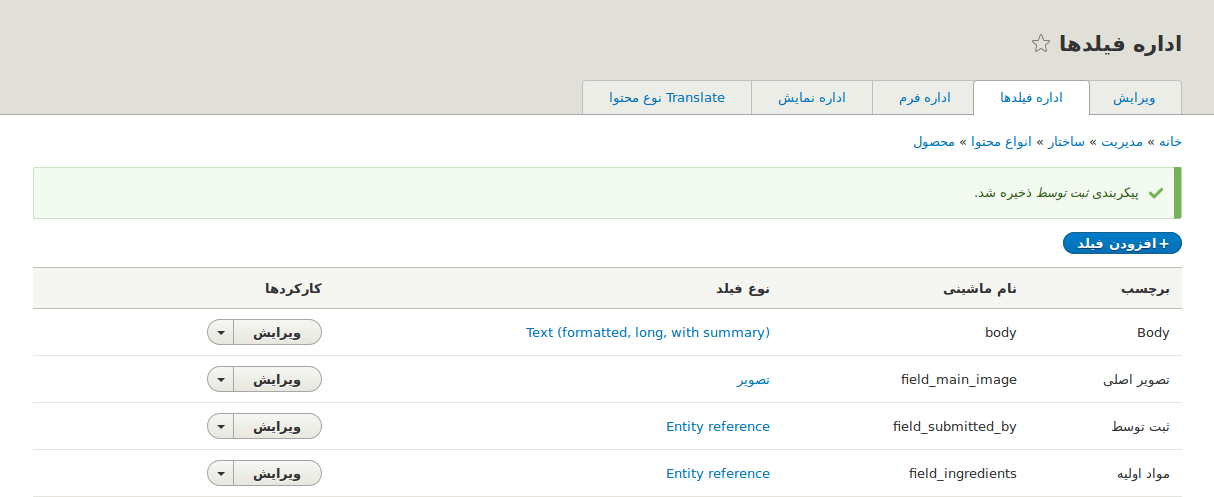 اداره فیلدها
ویرایش اداره فیلدها اداره فرم اداره نمایش Translate نوع محتوا
خانه » مدیریت » ساختار » انواع محتوا » محصول
پیکربندی ثبت توسط ذخیره شد.
+ افزودن فیلد
برچسب نام ماشینی نوع فیلد کارکردها
Body body Text (formatted, long, with summary) ویرایش
تصویر اصلی field_main_image تصویر ویرایش
ثبت توسط field_submitted_by Entity reference ویرایش
مواد اولیه field_ingredients Entity reference ویرایش